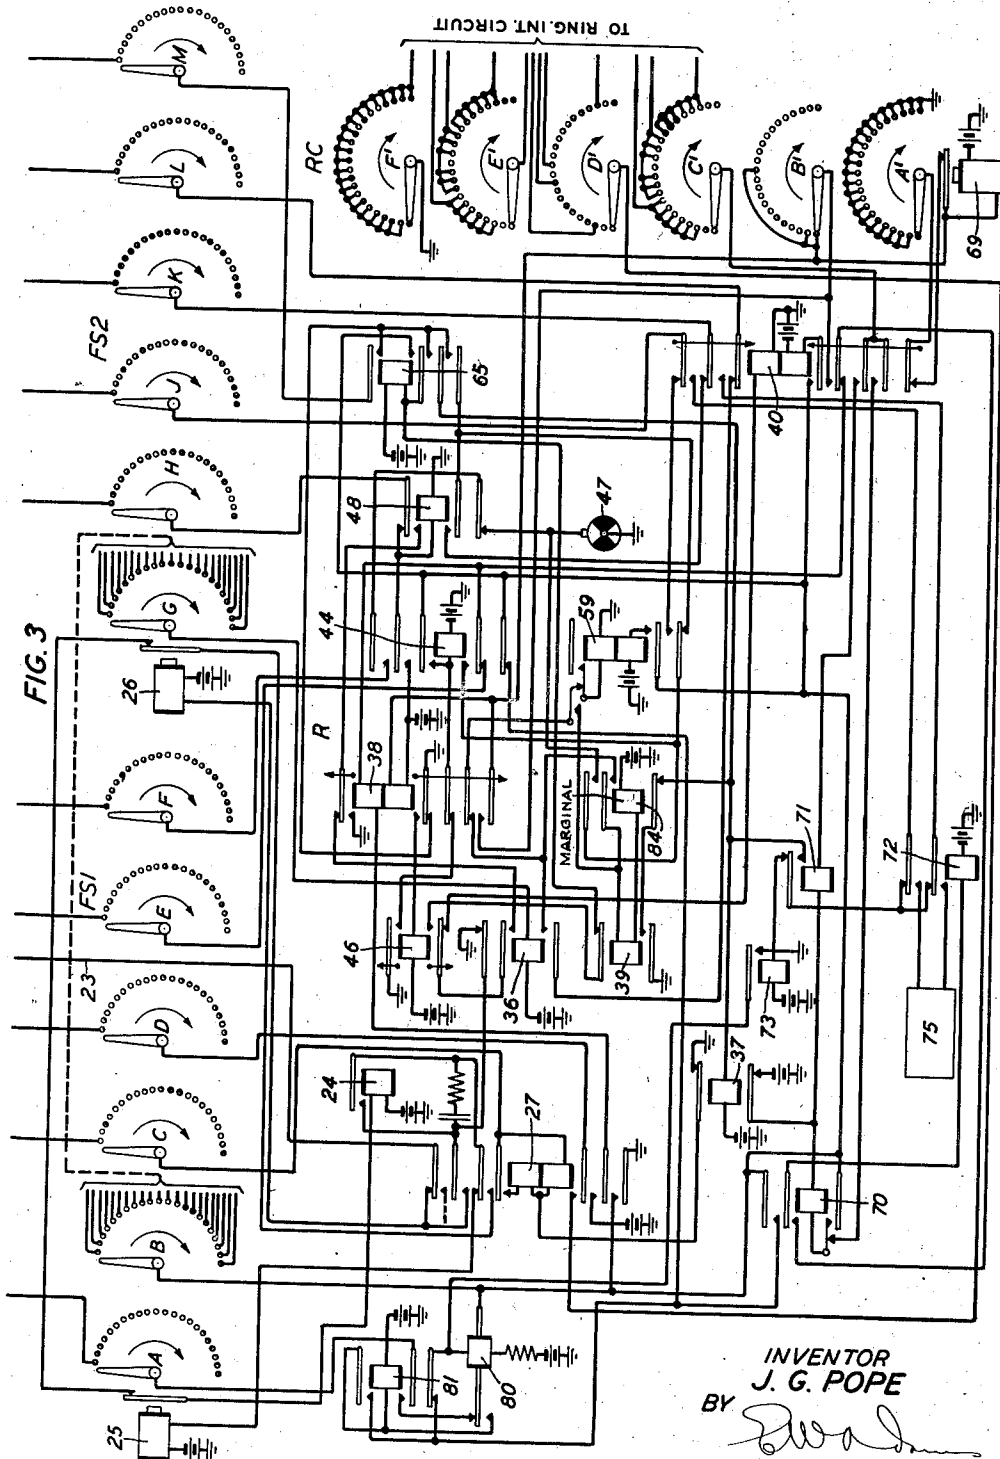 FIG. 3
TO RING. INT. CIRCUIT
FS1
FS2
RC
R
A
B
C
D
E
F
G
H
J
K
L
M
F'
E'
D'
C'
B'
A'
23
24
25
26
27
36
37
38
39
40
44
46
47
48
59
65
69
70
71
72
73
75
80
81
84
MARGINAL
INVENTOR
J. G. POPE
BY